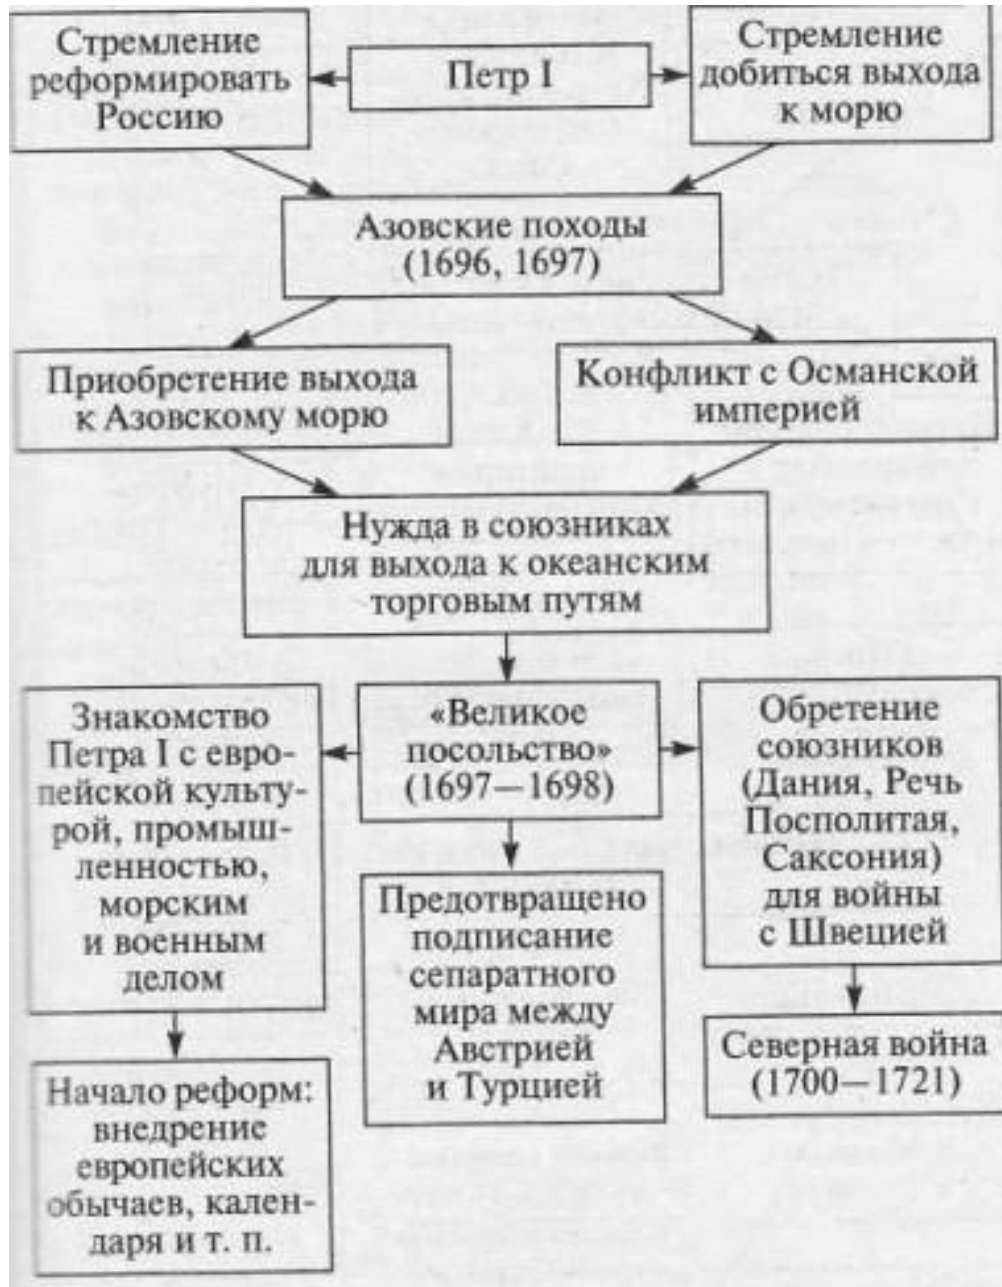 Стремление
реформировать
Россию
Петр I
Стремление
добиться выхода
к морю
Азовские походы
(1696, 1697)
Приобретение выхода
к Азовскому морю
Конфликт с Османской
империей
Нужда в союзниках
для выхода к океанским
торговым путям
Знакомство
Петра I с евро-
пейской культу-
рой, промыш-
ленностью,
морским
и военным
делом
«Великое
посольство»
(1697—1698)
Обретение
союзников
(Дания, Речь
Посполитая,
Саксония)
для войны
с Швецией
Предотвращено
подписание
сепаратного
мира между
Австрией
и Турцией
Северная война
(1700—1721)
Начало реформ:
внедрение
европейских
обычаев, кален-
даря и т. п.